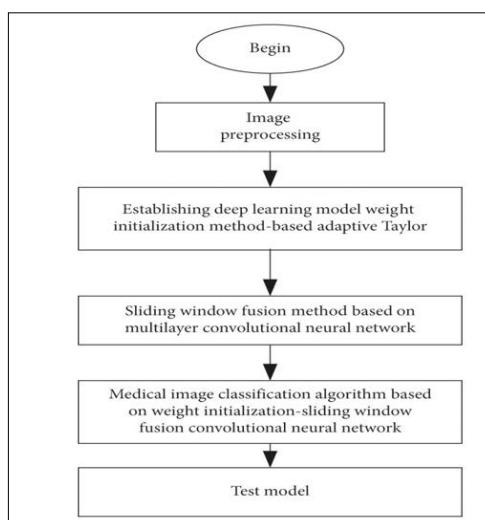 Begin
Image
preprocessing
Establishing deep learning model weight
initialization method-based adaptive Taylor
Sliding window fusion method based on
multilayer convolutional neural network
Medical image classification algorithm based
on weight initialization-sliding window
fusion convolutional neural network
Test model